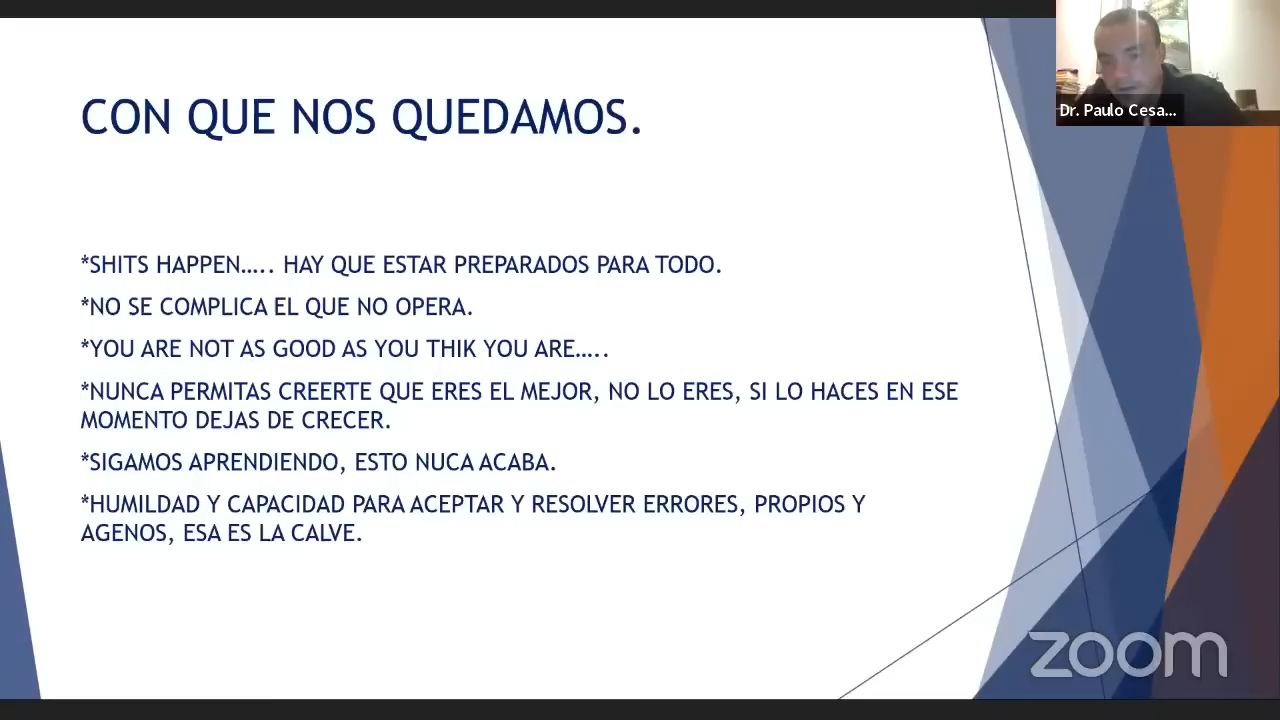 Dr. Paulo Cesa...
CON QUE NOS QUEDAMOS.
*SHITS HAPPEN….. HAY QUE ESTAR PREPARADOS PARA TODO.
*NO SE COMPLICA EL QUE NO OPERA.
*YOU ARE NOT AS GOOD AS YOU THIK YOU ARE…..
*NUNCA PERMITAS CREERTE QUE ERES EL MEJOR, NO LO ERES, SI LO HACES EN ESE
MOMENTO DEJAS DE CRECER.
*SIGAMOS APRENDIENDO, ESTO NUCA ACABA.
*HUMILDAD Y CAPACIDAD PARA ACEPTAR Y RESOLVER ERRORES, PROPIOS Y
AGENOS, ESA ES LA CALVE.
zoom